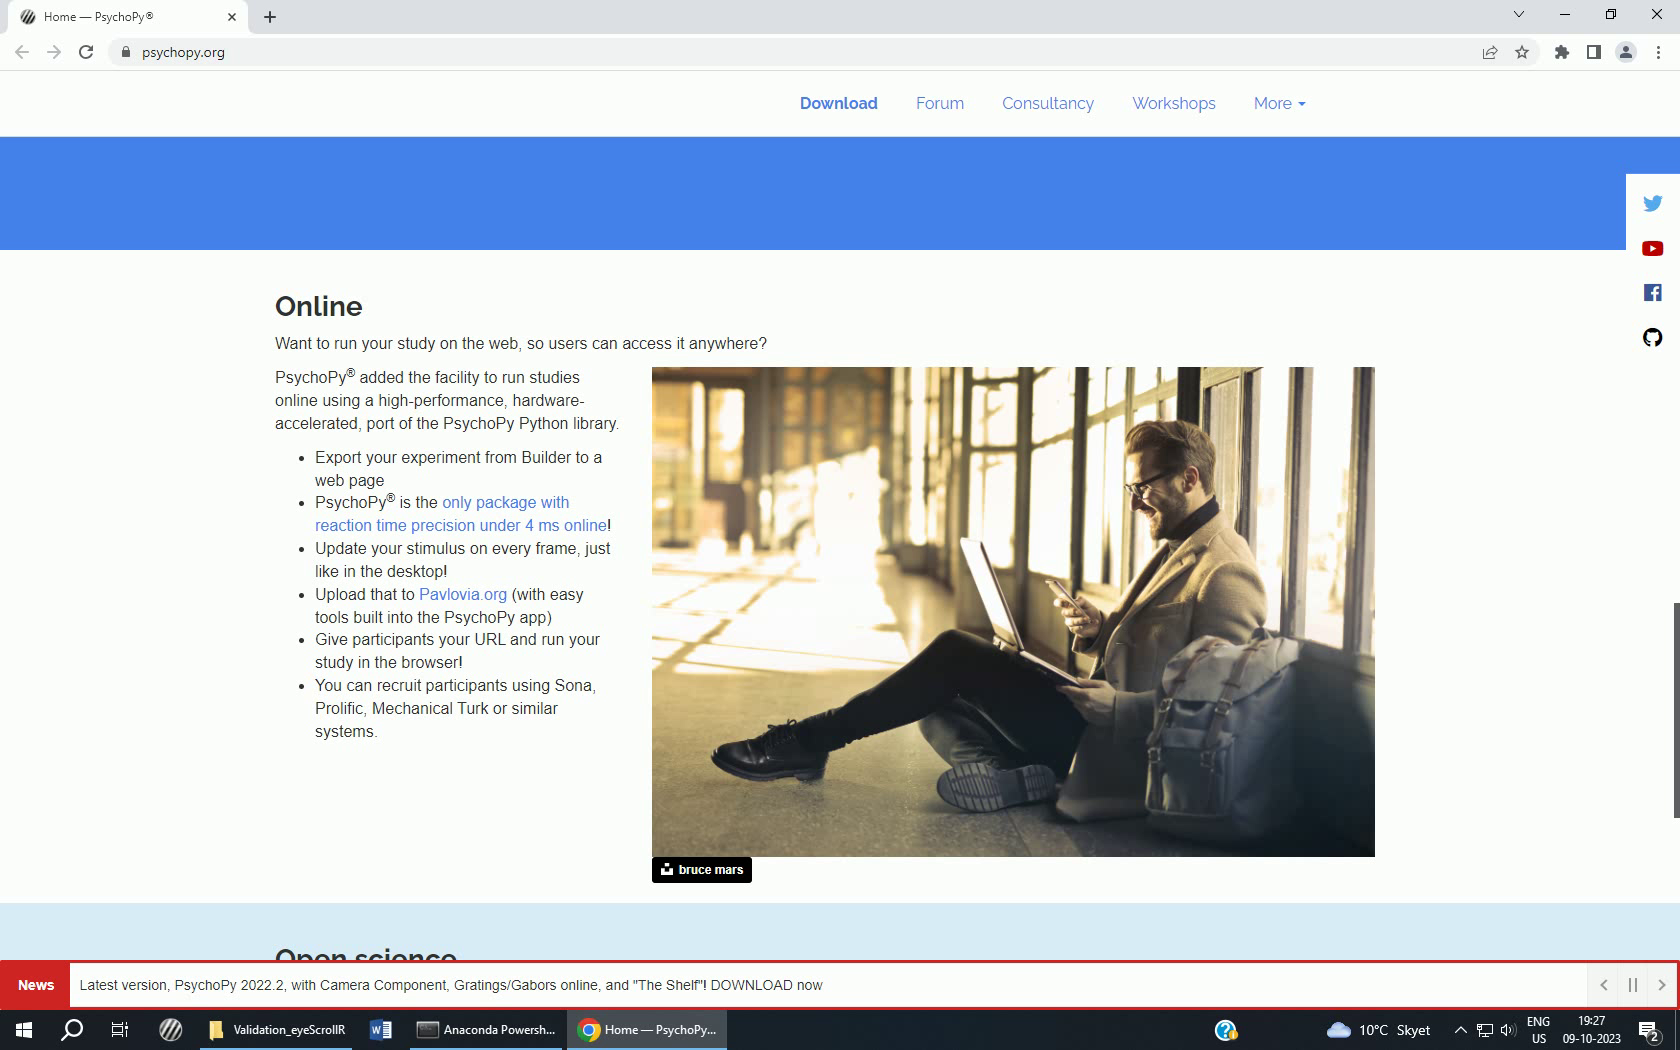 Home — PsychoPy®
psychopy.org
Download
Forum
Consultancy
Workshops
More
Online
Want to run your study on the web, so users can access it anywhere?
PsychoPy® added the facility to run studies
online using a high-performance, hardware-
accelerated, port of the PsychoPy Python library.
Export your experiment from Builder to a
web page
PsychoPy® is the only package with
reaction time precision under 4 ms online!
Update your stimulus on every frame, just
like in the desktop!
Upload that to Pavlovia.org (with easy
tools built into the PsychoPy app)
Give participants your URL and run your
study in the browser!
You can recruit participants using Sona,
Prolific, Mechanical Turk or similar
systems.
bruce mars
Open science
News
Latest version, PsychoPy 2022.2, with Camera Component, Gratings/Gabors online, and "The Shelf"! DOWNLOAD now
Validation_eyeScrollR
Anaconda Powersh...
Home — PsychoPy...
10°C Skyet
ENG
US
19:27
09-10-2023
2